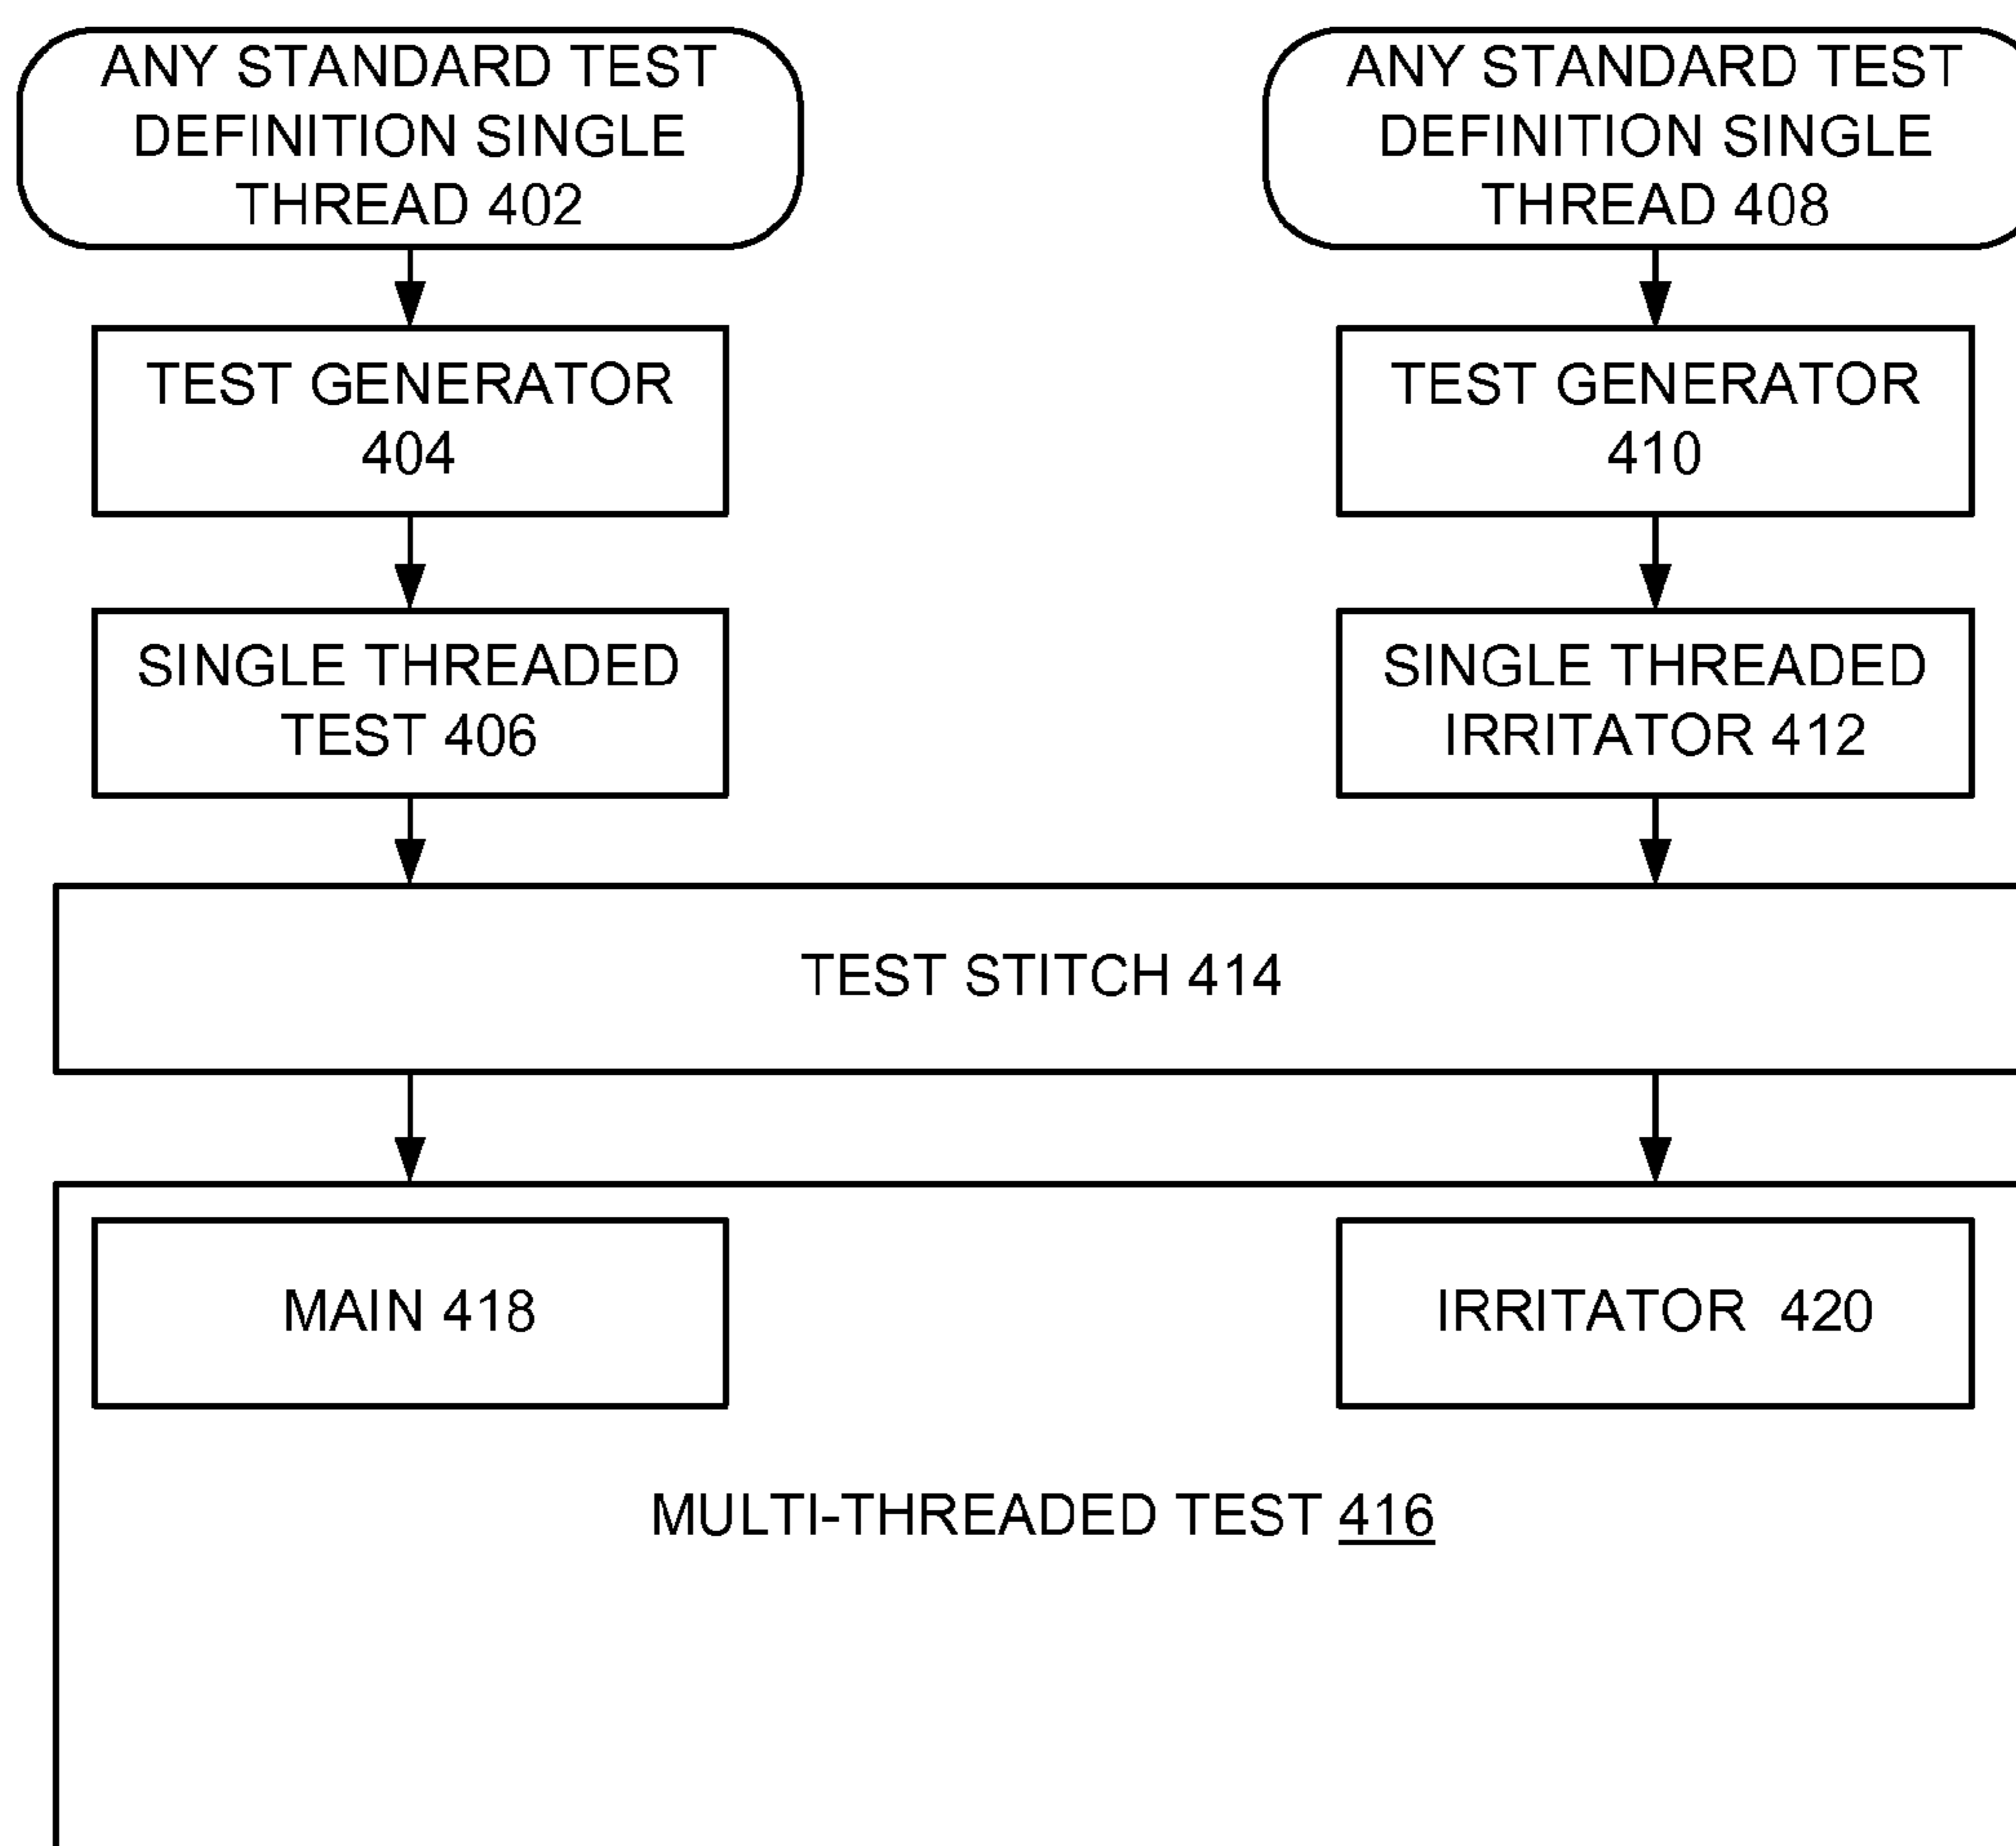 ANY STANDARD TEST
DEFINITION SINGLE
THREAD 402
ANY STANDARD TEST
DEFINITION SINGLE
THREAD 408
TEST GENERATOR
404
TEST GENERATOR
410
SINGLE THREADED
TEST 406
SINGLE THREADED
IRRITATOR 412
TEST STITCH 414
MAIN 418
IRRITATOR 420
MULTI-THREADED TEST 416